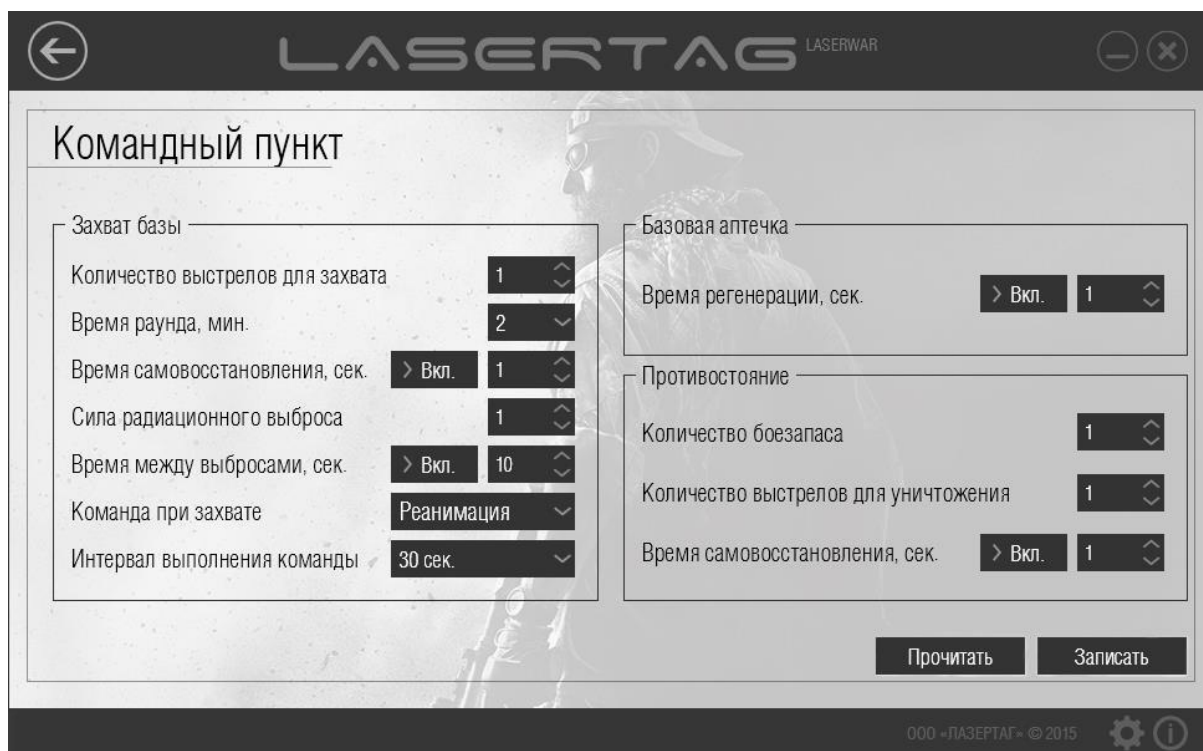 LASERTAG LASERWAR
Командный пункт
Захват базы
Количество выстрелов для захвата 1
Время раунда, мин. 2
Время самовосстановления, сек. > Вкл. 1
Сила радиационного выброса 1
Время между выбросами, сек. > Вкл. 10
Команда при захвате Реанимация
Интервал выполнения команды 30 сек.
Базовая аптечка
Время регенерации, сек. > Вкл. 1
Противостояние
Количество боезапаса 1
Количество выстрелов для уничтожения 1
Время самовосстановления, сек. > Вкл. 1
Прочитать Записать
ООО «ЛАЗЕРТАГ» © 2015